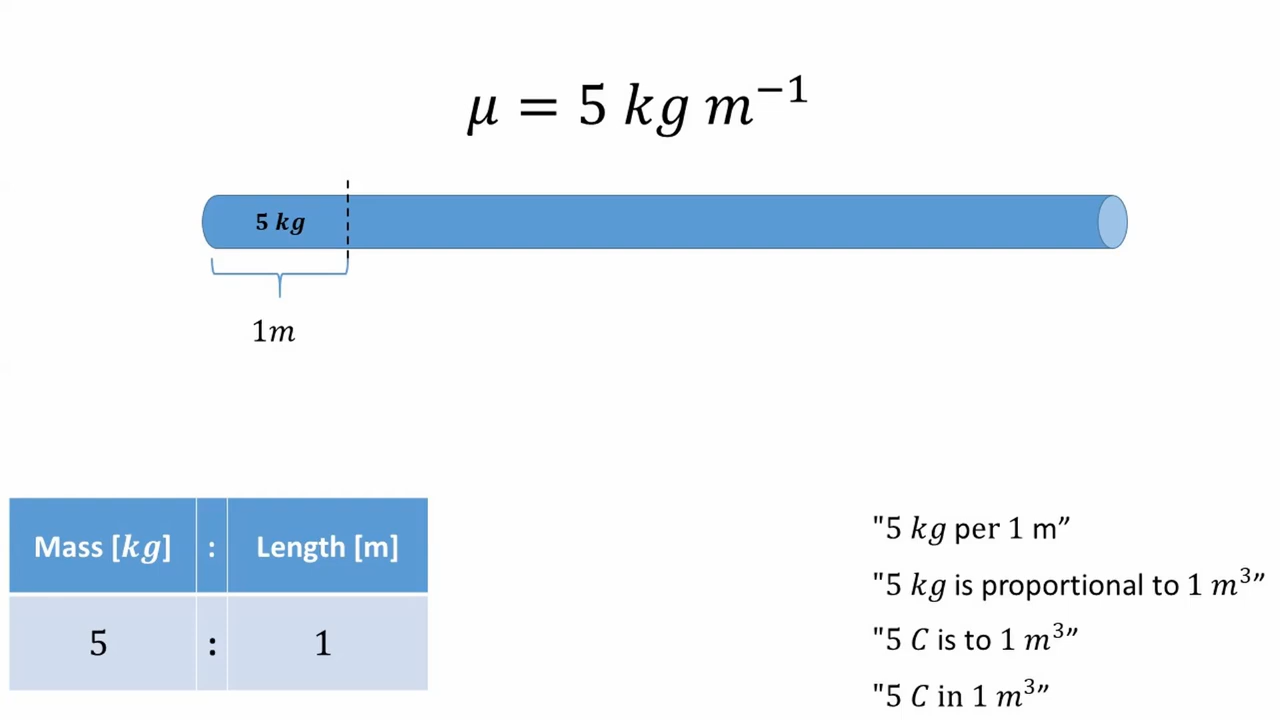 μ = 5 kg m⁻¹
5 kg
1m
Mass [kg] : Length [m]
5 : 1
"5 kg per 1 m”
"5 kg is proportional to 1 m³”
"5 C is to 1 m³”
"5 C in 1 m³”